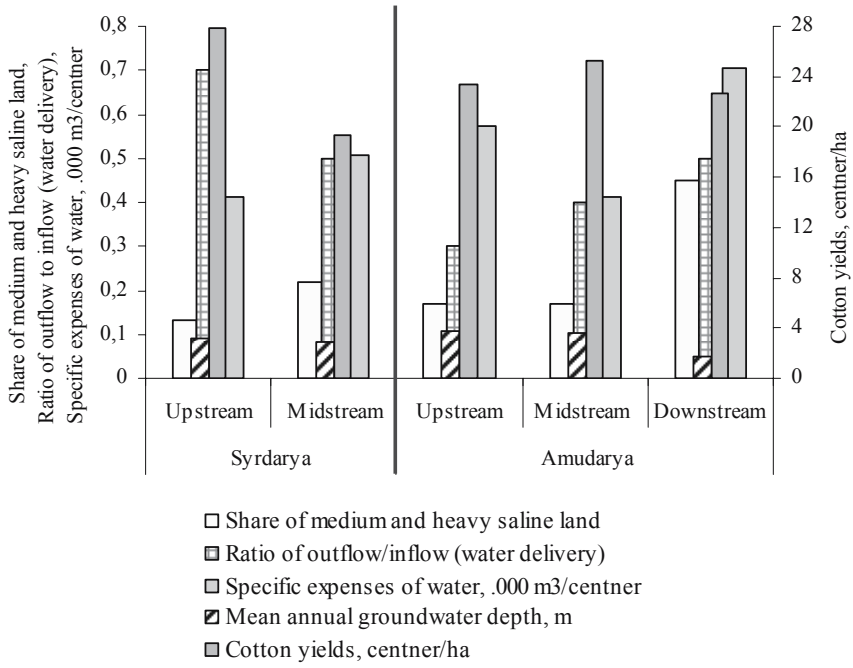 Share of medium and heavy saline land,
Ratio of outflow to inflow (water delivery),
Specific expenses of water, .000 m3/centner
0,8
0,7
0,6
0,5
0,4
0,3
0,2
0,1
0
28
24
20
16
12
8
4
0
Cotton yields, centner/ha
Upstream Midstream Upstream Midstream Downstream
Syrdarya Amudarya
Share of medium and heavy saline land
Ratio of outflow/inflow (water delivery)
Specific expenses of water, .000 m3/centner
Mean annual groundwater depth, m
Cotton yields, centner/ha